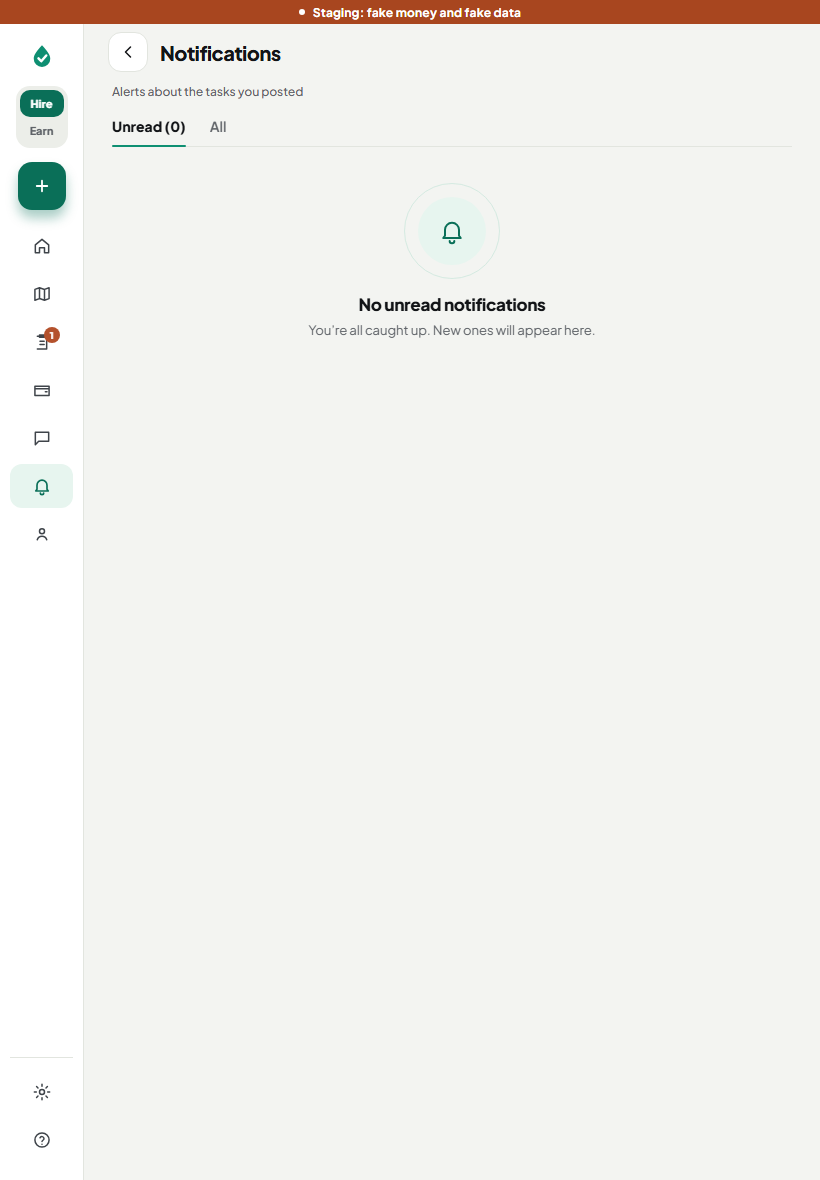 Staging: fake money and fake data
Notifications
Hire
Earn
Alerts about the tasks you posted
Unread (0)
All
No unread notifications
You're all caught up. New ones will appear here.
1